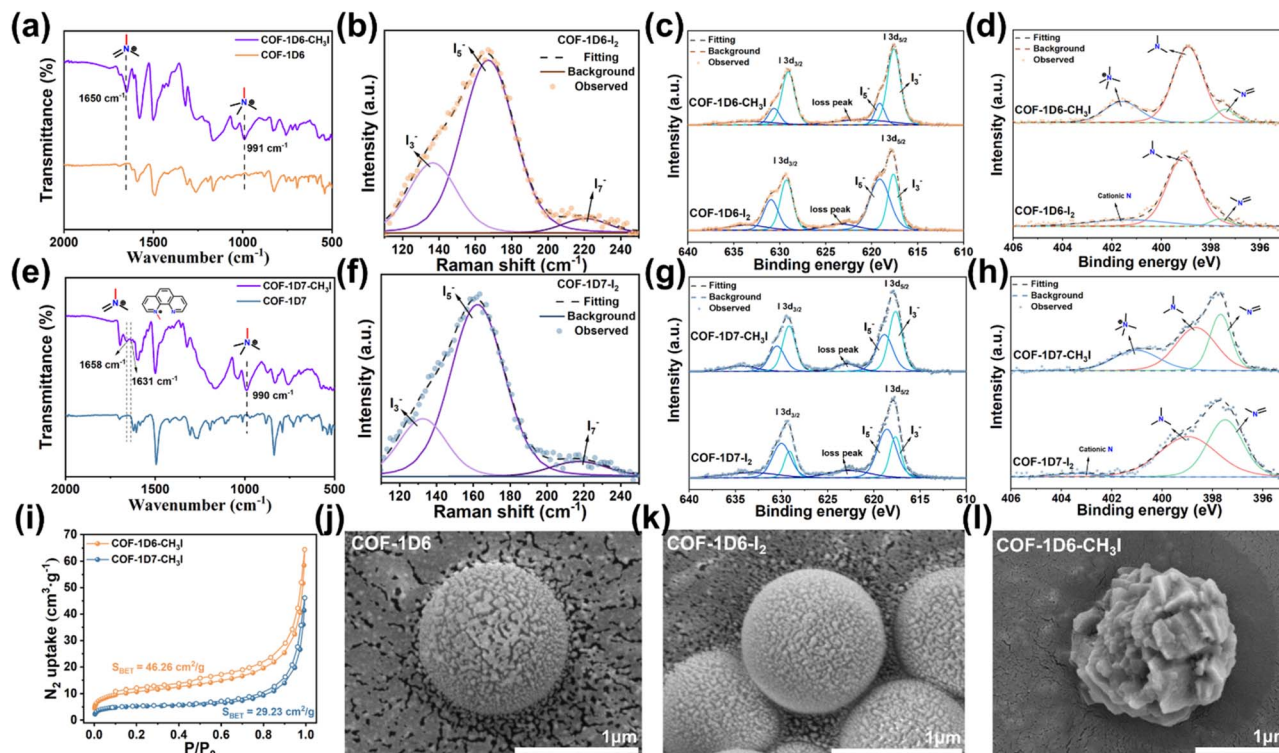 (a)
COF-1D6-CH3I
COF-1D6
N
1650 cm-1
N
991 cm-1
Transmittance (%)
2000 1500 1000 500
Wavenumber (cm-1)
(b)
COF-1D6-I2
Fitting
Background
Observed
I5-
I3-
I7-
Intensity (a.u.)
120 140 160 180 200 220 240
Raman shift (cm-1)
(c)
Fitting
Background
Observed
I 3d5/2
I 3d3/2
I3-
I5-
COF-1D6-CH3I
loss peak
I 3d5/2
I 3d3/2
I5-
I3-
loss peak
COF-1D6-I2
Intensity (a.u.)
640 635 630 625 620 615 610
Binding energy (eV)
(d)
Fitting
Background
Observed
N
N
N
COF-1D6-CH3I
N
Cationic N
N
COF-1D6-I2
Intensity (a.u.)
406 404 402 400 398 396
Binding energy (eV)
(e)
COF-1D7-CH3I
COF-1D7
N
N N
1658 cm-1
1631 cm-1
N
990 cm-1
Transmittance (%)
2000 1500 1000 500
Wavenumber (cm-1)
(f)
COF-1D7-I2
Fitting
Background
Observed
I5-
I3-
I7-
Intensity (a.u.)
120 140 160 180 200 220 240
Raman shift (cm-1)
(g)
Fitting
Background
Observed
I 3d5/2
I 3d3/2
I5-
I3-
COF-1D7-CH3I
loss peak
I 3d5/2
I 3d3/2
I5-
I3-
loss peak
COF-1D7-I2
Intensity (a.u.)
640 635 630 625 620 615 610
Binding energy (eV)
(h)
Fitting
Background
Observed
N
N
N
COF-1D7-CH3I
N
N
Cationic N
COF-1D7-I2
Intensity (a.u.)
406 404 402 400 398 396
Binding energy (eV)
(i)
COF-1D6-CH3I
COF-1D7-CH3I
SBET = 46.26 cm2/g
SBET = 29.23 cm2/g
N2 uptake (cm3·g-1)
70
60
50
40
30
20
10
0
0.0 0.2 0.4 0.6 0.8 1.0
(j)
COF-1D6
1μm
(k)
COF-1D6-I2
1μm
(l)
COF-1D6-CH3I